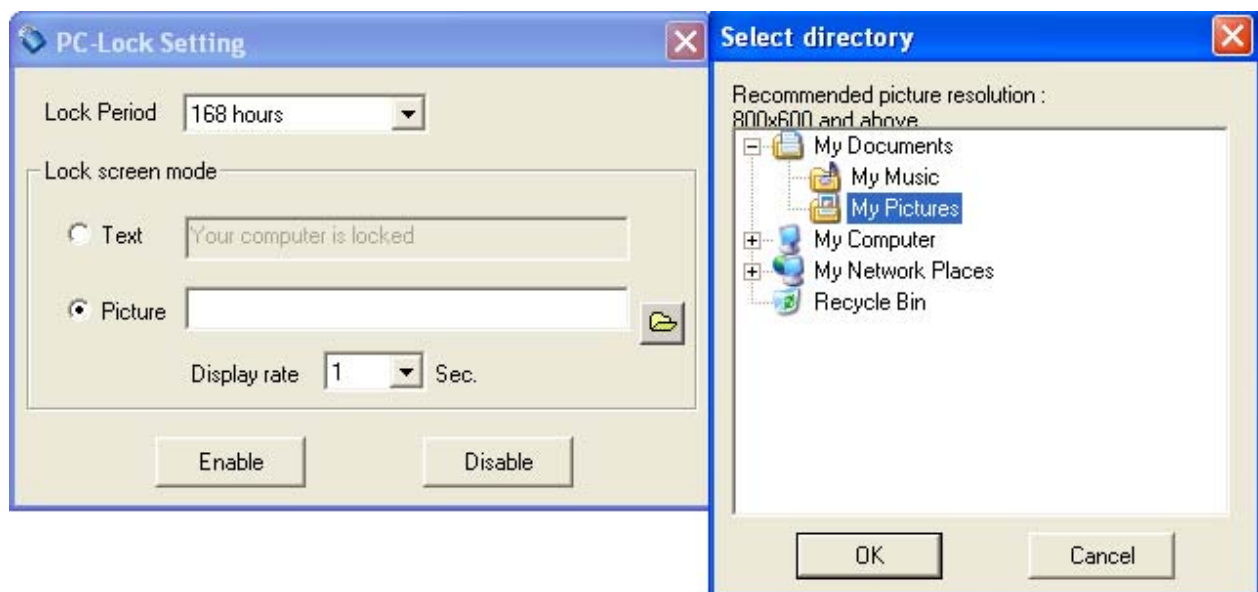 PC-Lock Setting
Lock Period 168 hours
Lock screen mode
Text Your computer is locked
Picture
Display rate 1 Sec.
Enable Disable
Select directory
Recommended picture resolution :
800x600 and above.
My Documents
My Music
My Pictures
My Computer
My Network Places
Recycle Bin
OK Cancel